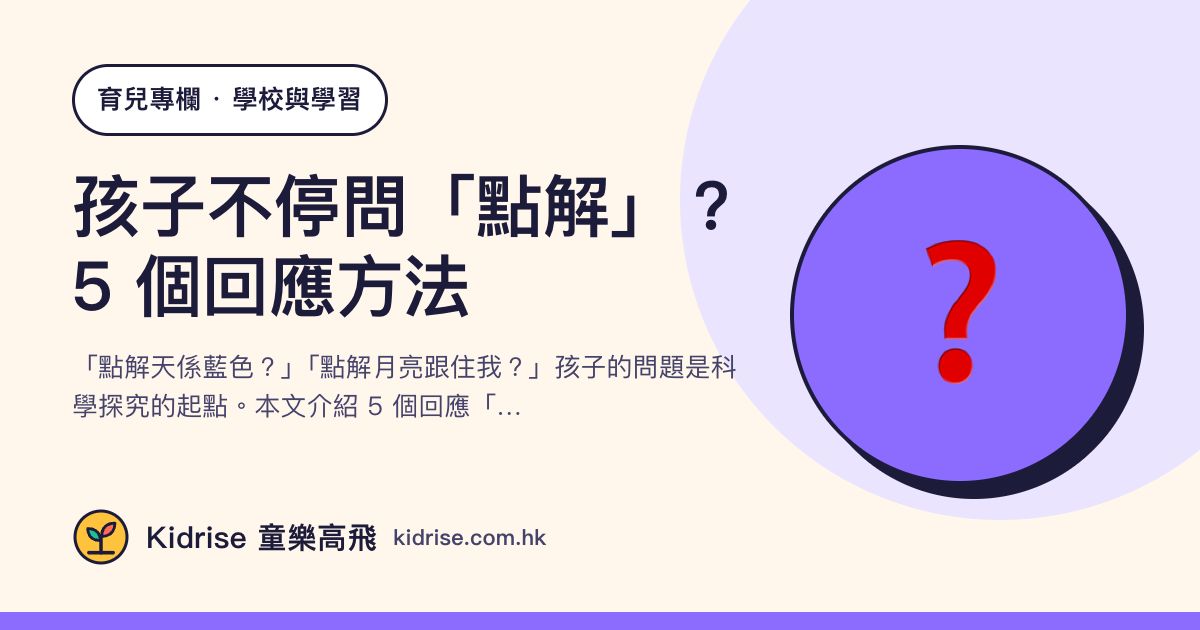 育兒專欄 · 學校與學習
孩子不停問「點解」?
5 個回應方法
「點解天係藍色?」「點解月亮跟住我?」孩子的問題是科
學探究的起點。本文介紹 5 個回應「…
Kidrise 童樂高飛 kidrise.com.hk
❓